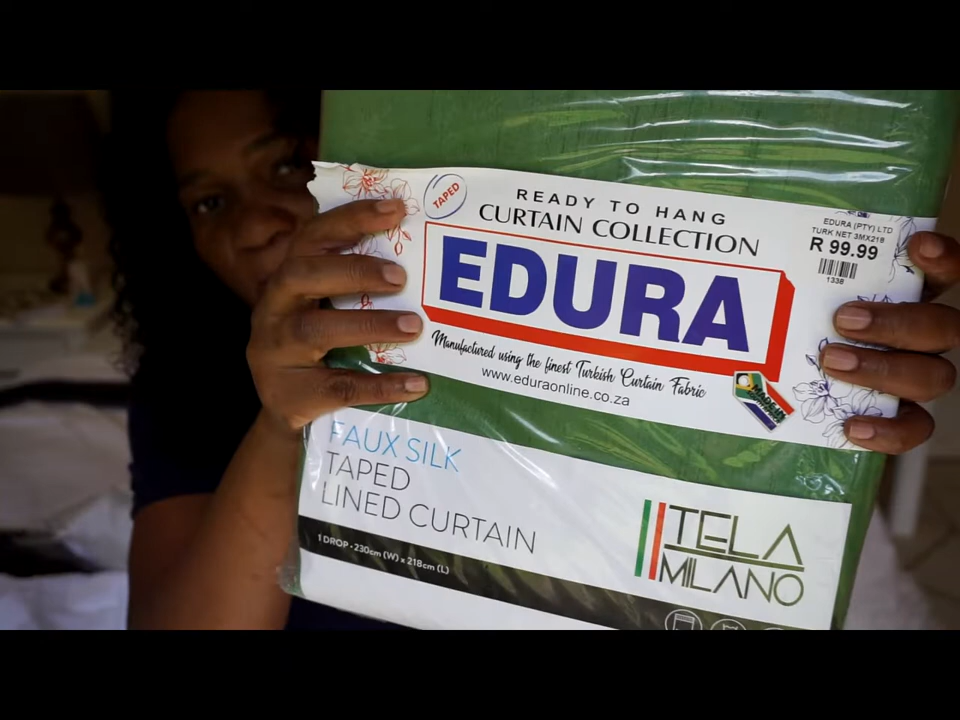 TAPED
READY TO HANG
CURTAIN COLLECTION
EDURA
Manufactured using the finest Turkish Curtain Fabric
www.eduraonline.co.za
EDURA (PTY) LTD
TURK NET 3MX218
R 99.99
1338
MADE IN
FAUX SILK
TAPED
LINED CURTAIN
1 DROP • 230cm (W) x 218cm (L)
TELA
MILANO